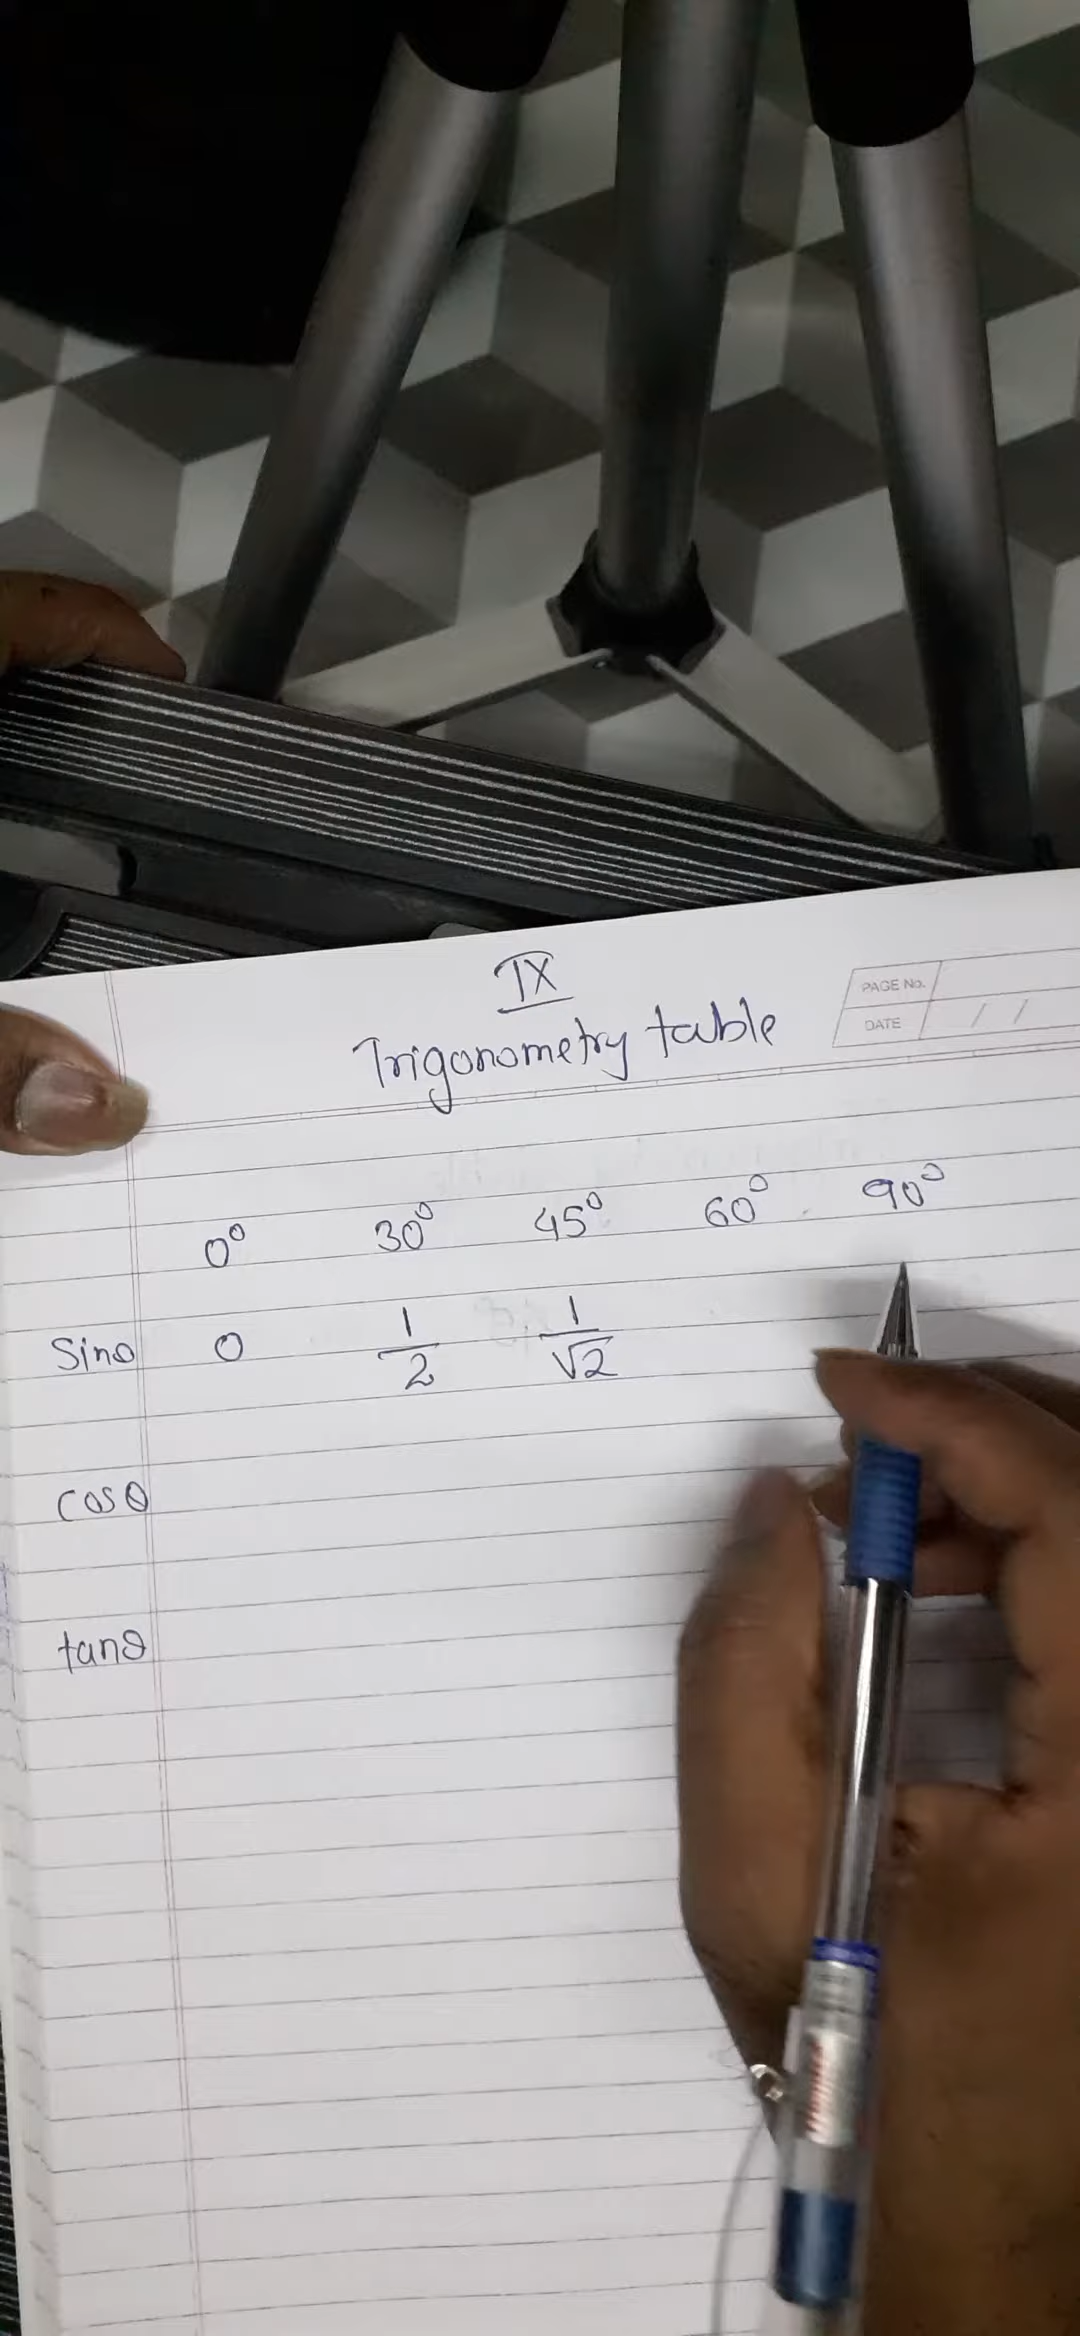 IX
Trigonometry table
PAGE No.
DATE / /
0° 30° 45° 60° 90°
Sinθ 0 1/2 1/√2
cosθ
tanθ